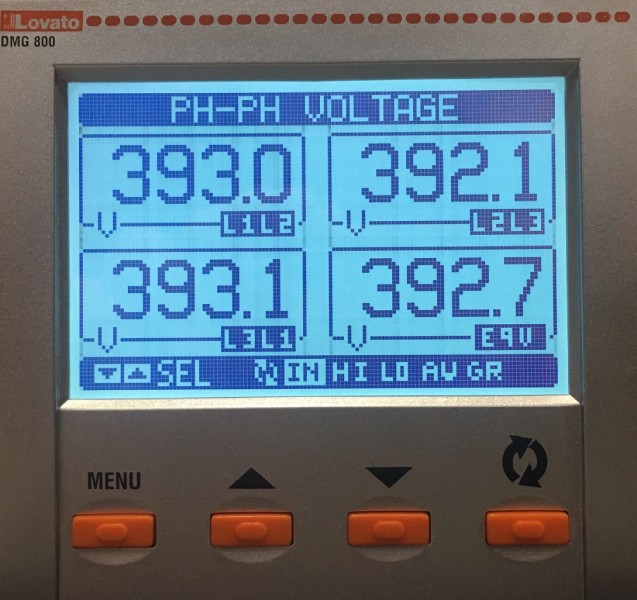 Lovato
DMG 800
PH-PH VOLTAGE
393.0 392.1
V L1L2 V L2L3
393.1 392.7
V L3L1 V EQV
SEL IN HI LO AV GR
MENU